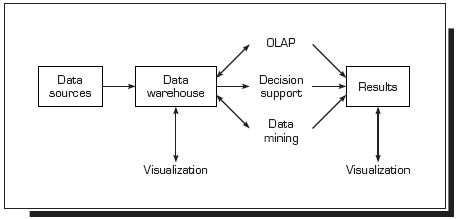 OLAP
Data
sources
Data
warehouse
Decision
support
Results
Data
mining
Visualization
Visualization